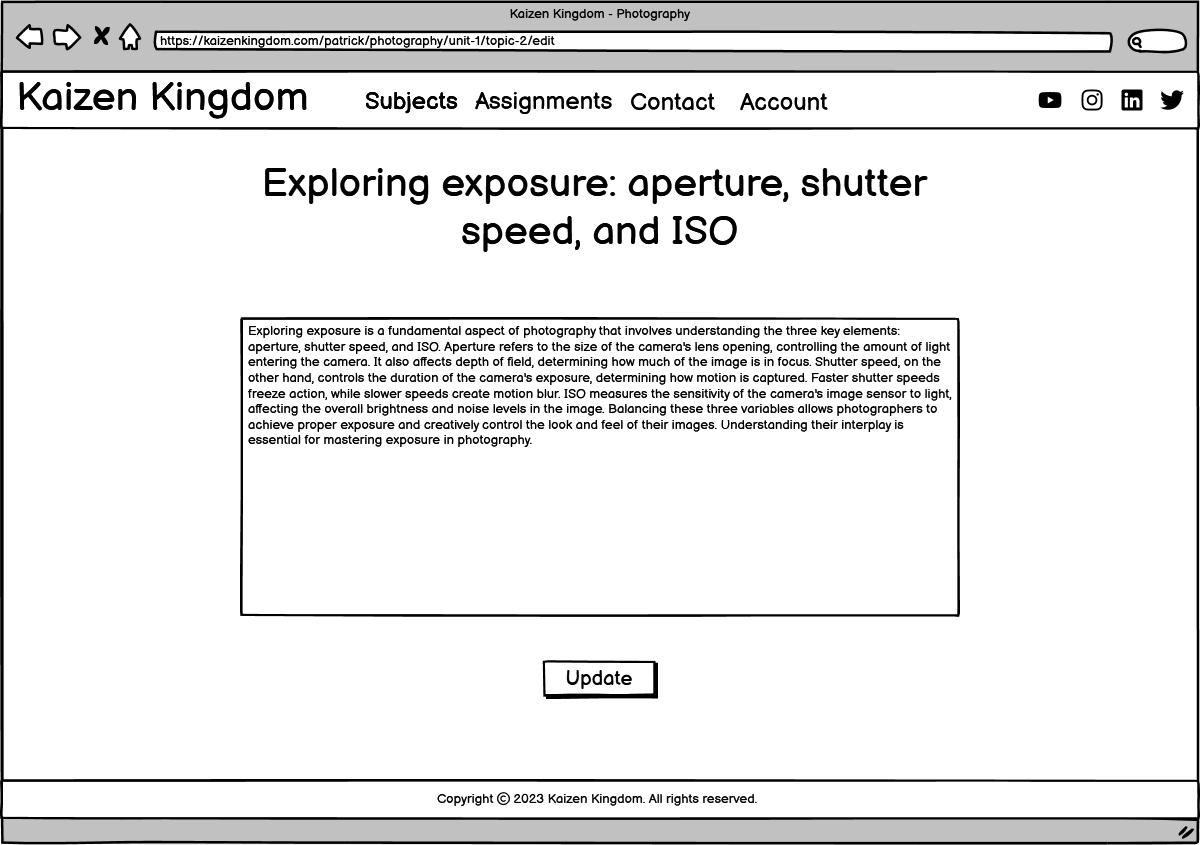 Kaizen Kingdom - Photography
https://kaizenkingdom.com/patrick/photography/unit-1/topic-2/edit
Kaizen Kingdom Subjects Assignments Contact Account
Exploring exposure: aperture, shutter
speed, and ISO
Exploring exposure is a fundamental aspect of photography that involves understanding the three key elements:
aperture, shutter speed, and ISO. Aperture refers to the size of the camera's lens opening, controlling the amount of light
entering the camera. It also affects depth of field, determining how much of the image is in focus. Shutter speed, on the
other hand, controls the duration of the camera's exposure, determining how motion is captured. Faster shutter speeds
freeze action, while slower speeds create motion blur. ISO measures the sensitivity of the camera's image sensor to light,
affecting the overall brightness and noise levels in the image. Balancing these three variables allows photographers to
achieve proper exposure and creatively control the look and feel of their images. Understanding their interplay is
essential for mastering exposure in photography.
Update
Copyright © 2023 Kaizen Kingdom. All rights reserved.